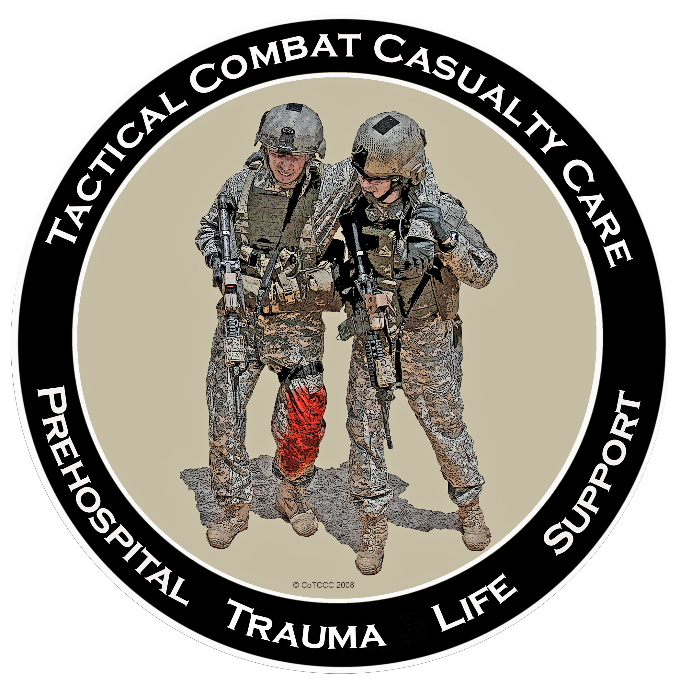 TACTICAL COMBAT CASUALTY CARE
PREHOSPITAL TRAUMA LIFE SUPPORT
© CoTCCC 2008